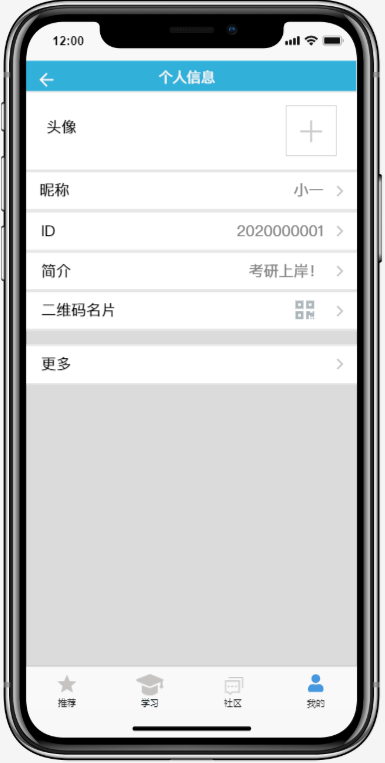 12:00
个人信息
头像
昵称 小一
ID 2020000001
简介 考研上岸！
二维码名片
更多
推荐 学习 社区 我的